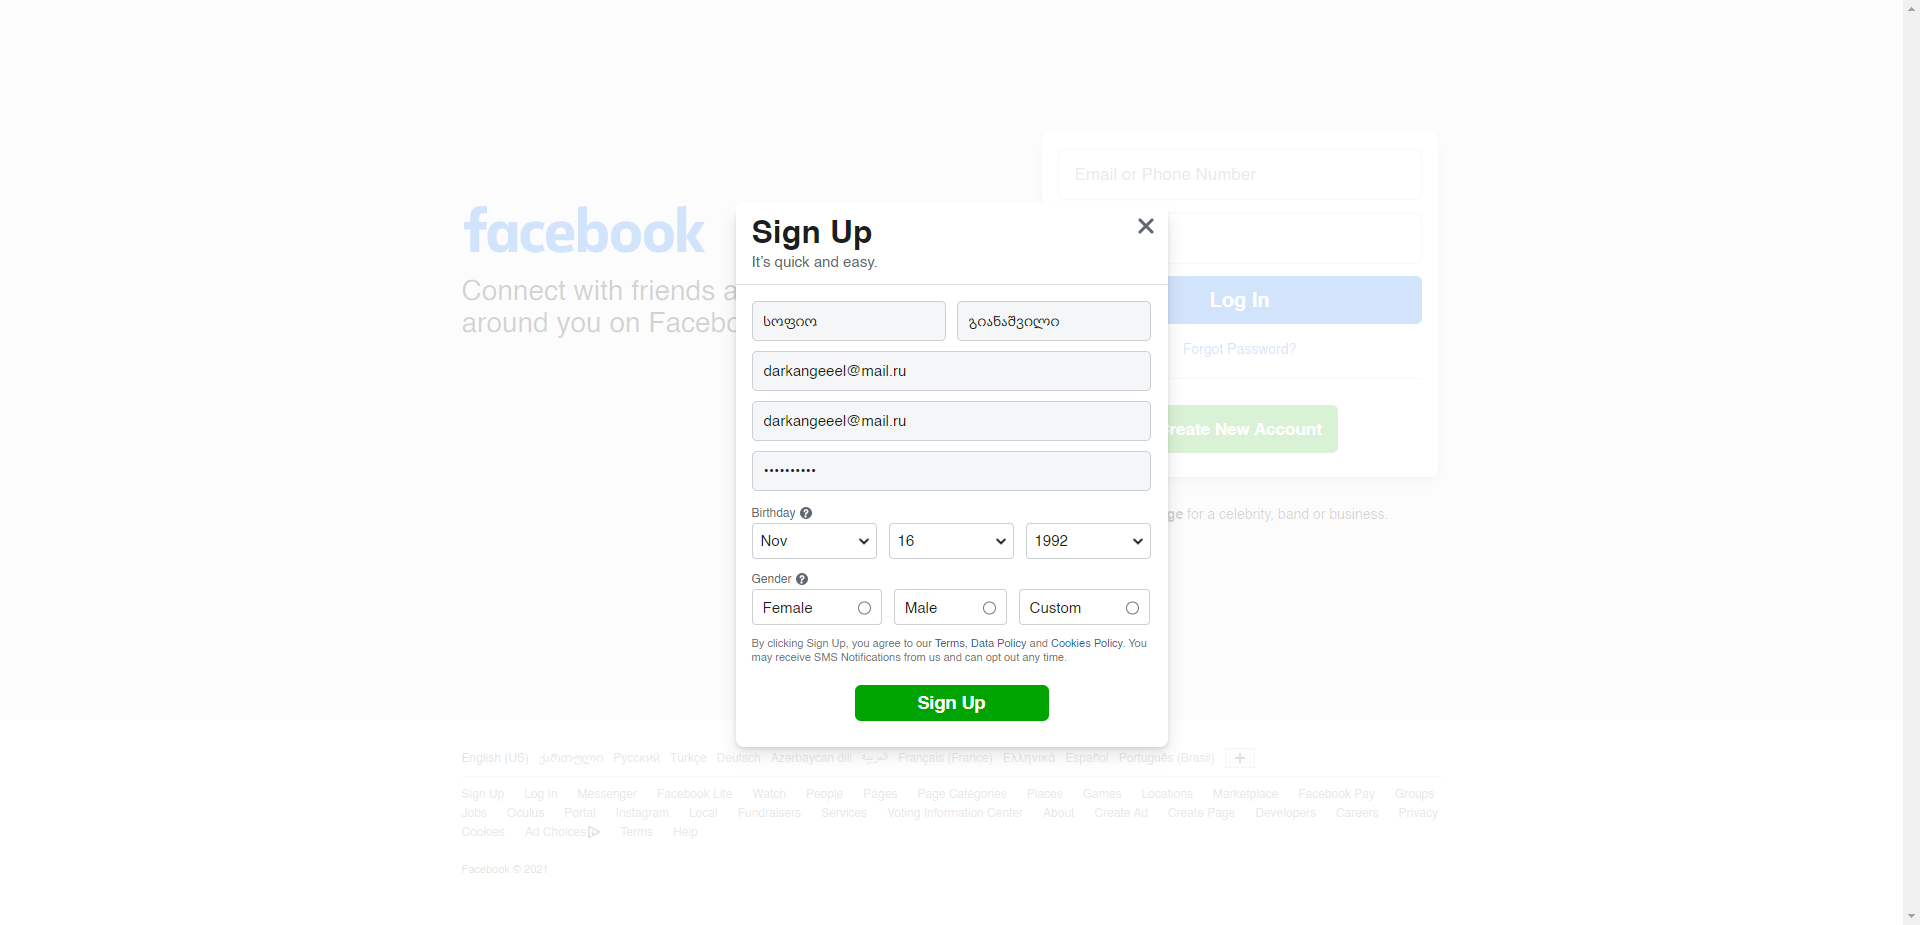 facebook
Connect with friends a
around you on Facebo
Email or Phone Number
Log In
Forgot Password?
reate New Account
ge for a celebrity, band or business.
Sign Up
It's quick and easy.
სოფიო გიანაშვილი
darkangeeel@mail.ru
darkangeeel@mail.ru
••••••••••
Birthday
Nov 16 1992
Gender
Female Male Custom
By clicking Sign Up, you agree to our Terms, Data Policy and Cookies Policy. You
may receive SMS Notifications from us and can opt out any time.
Sign Up
English (US) ქართული Русский Türkçe Deutsch Azərbaycan dili العربية Français (France) Ελληνικά Español Português (Brasil)
Sign Up Log In Messenger Facebook Lite Watch People Pages Page Categories Places Games Locations Marketplace Facebook Pay Groups
Jobs Oculus Portal Instagram Local Fundraisers Services Voting Information Center About Create Ad Create Page Developers Careers Privacy
Cookies Ad Choices Terms Help
Facebook © 2021